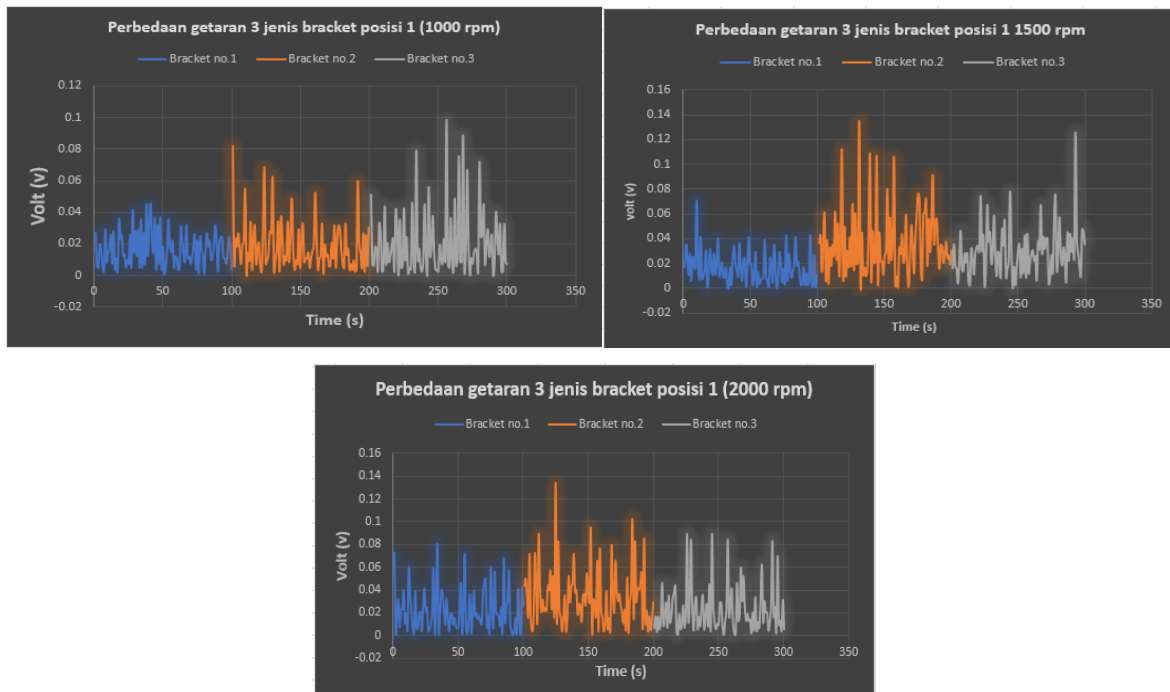 Perbedaan getaran 3 jenis bracket posisi 1 (1000 rpm)
Bracket no.1 Bracket no.2 Bracket no.3
0.12
0.1
0.08
0.06
0.04
0.02
0
-0.02
0 50 100 150 200 250 300 350
Volt (v)
Time (s)
Perbedaan getaran 3 jenis bracket posisi 1 1500 rpm
Bracket no.1 Bracket no.2 Bracket no.3
0.16
0.14
0.12
0.1
0.08
0.06
0.04
0.02
0
-0.02
0 50 100 150 200 250 300 350
volt (v)
Time (s)
Perbedaan getaran 3 jenis bracket posisi 1 (2000 rpm)
Bracket no.1 Bracket no.2 Bracket no.3
0.16
0.14
0.12
0.1
0.08
0.06
0.04
0.02
0
-0.02
0 50 100 150 200 250 300 350
Volt (v)
Time (s)